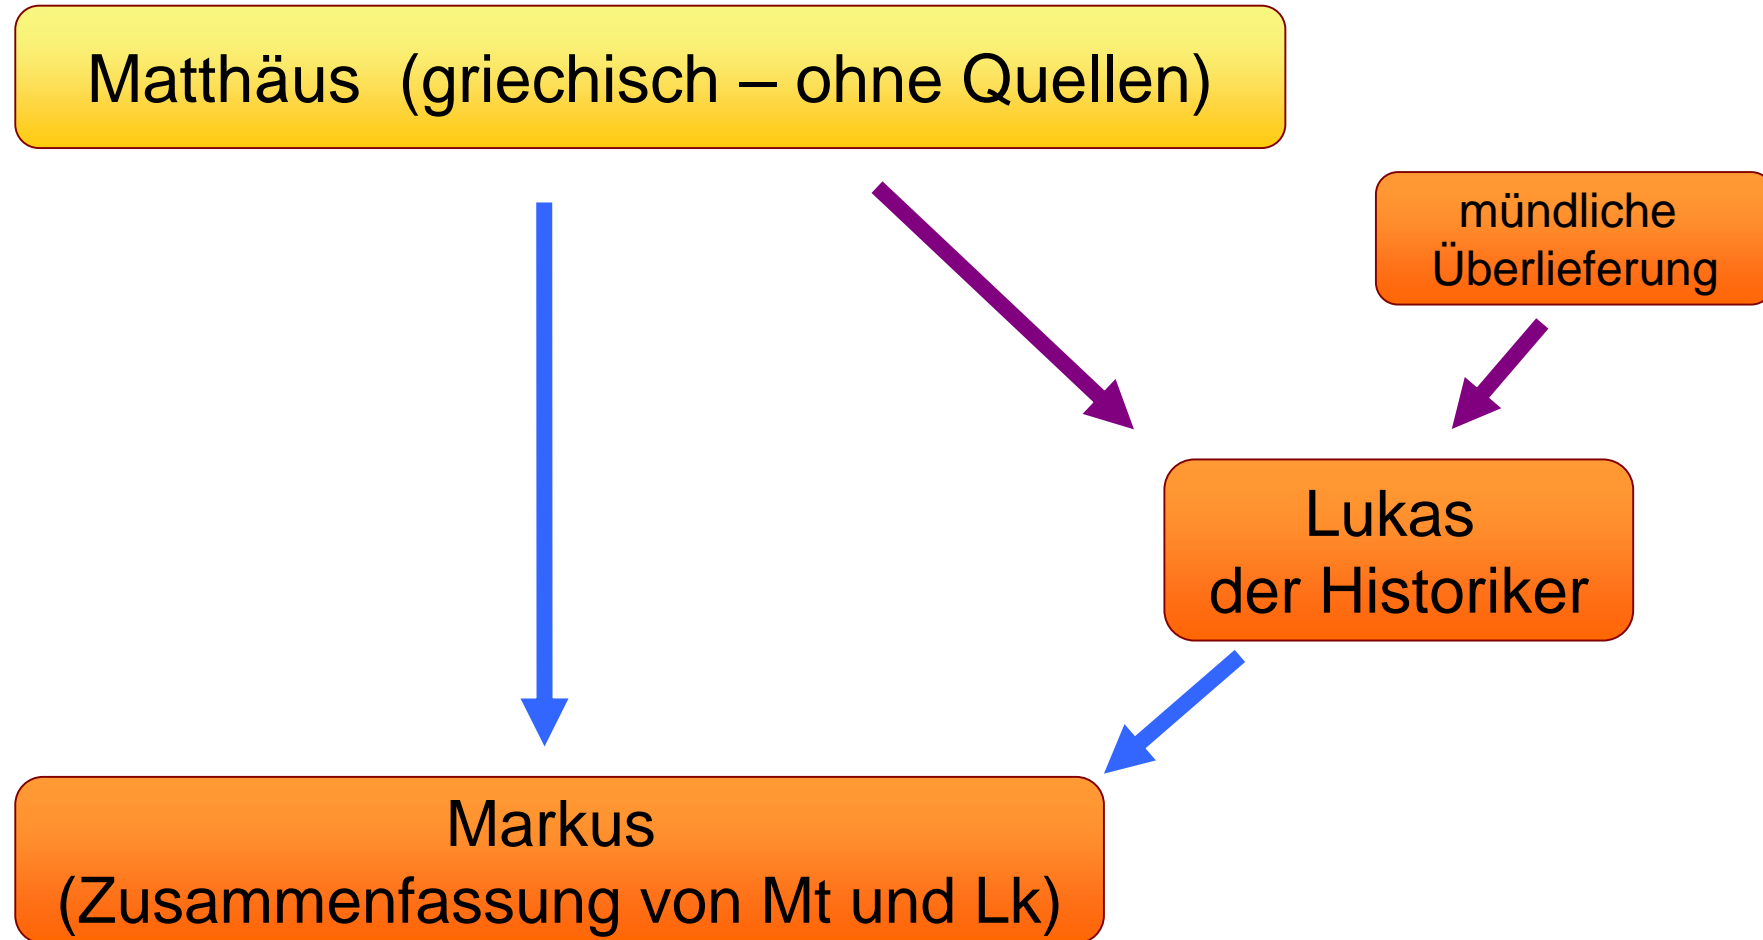 Matthäus (griechisch – ohne Quellen)
mündliche
Überlieferung
Lukas
der Historiker
Markus
(Zusammenfassung von Mt und Lk)